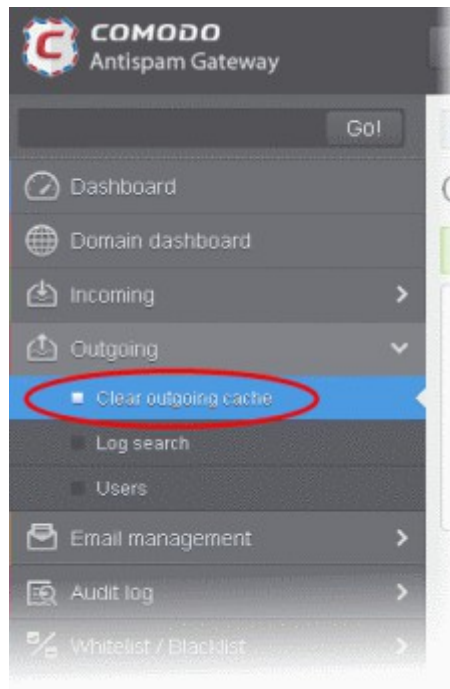 COMODO
Antispam Gateway
Go!
Dashboard
Domain dashboard
Incoming
Outgoing
Clear outgoing cache
Log search
Users
Email management
Audit log
Whitelist / Blacklist